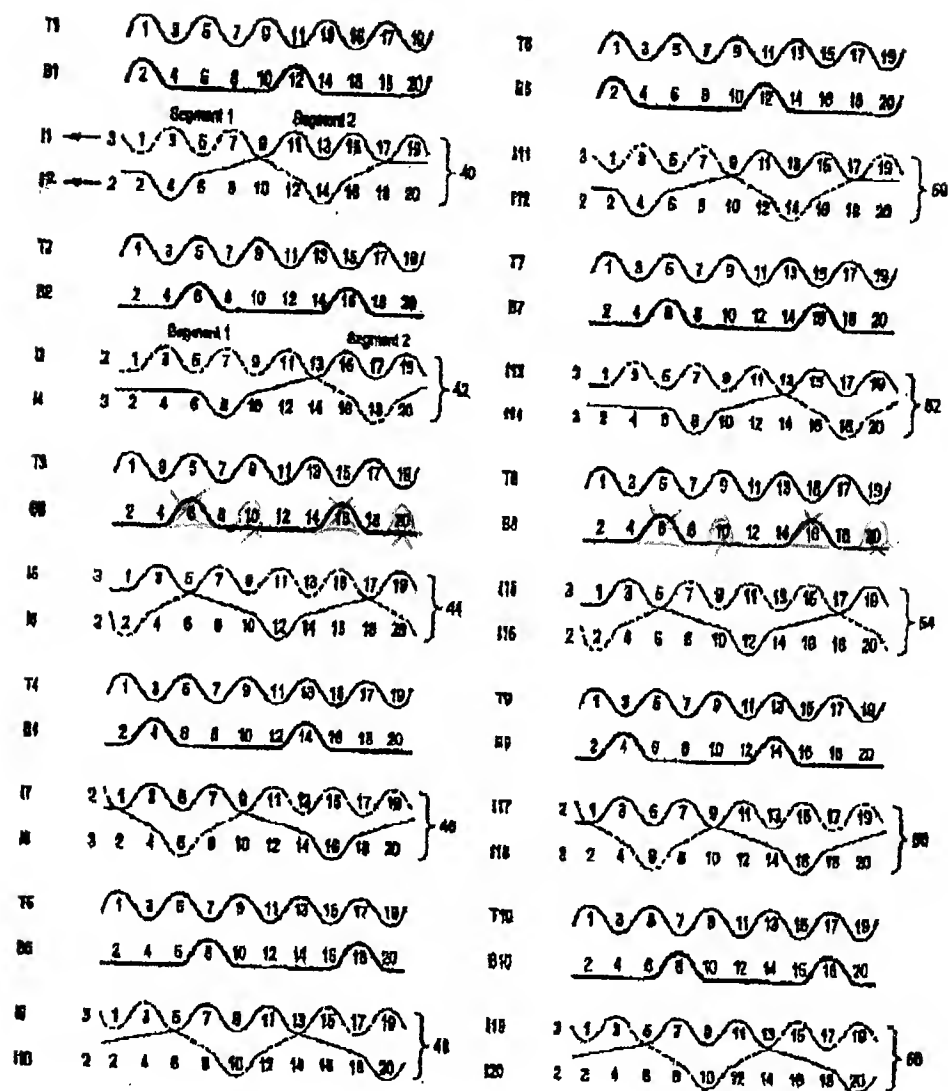 T1 1 3 5 7 9 11 13 15 17 19
B1 2 4 6 8 10 12 14 16 18 20
Segment 1 Segment 2
I1 3 1 3 5 7 9 11 13 15 17 19
I2 2 2 4 6 8 10 12 14 16 18 20
40
T2 1 3 5 7 9 11 13 15 17 19
B2 2 4 6 8 10 12 14 16 18 20
Segment 1 Segment 2
I3 2 1 3 5 7 9 11 13 15 17 19
I4 3 2 4 6 8 10 12 14 16 18 20
42
T3 1 3 5 7 9 11 13 15 17 19
2 4 6 8 10 12 14 16 18 20
I5 3 1 3 5 7 9 11 13 15 17 19
I6 2 2 4 6 8 10 12 14 16 18 20
44
T4 1 3 5 7 9 11 13 15 17 19
2 4 6 8 10 12 14 16 18 20
I7 2 1 3 5 7 9 11 13 15 17 19
I8 3 2 4 6 8 10 12 14 16 18 20
46
T5 1 3 5 7 9 11 13 15 17 19
2 4 6 8 10 12 14 16 18 20
I9 3 1 3 5 7 9 11 13 15 17 19
I10 2 2 4 6 8 10 12 14 16 18 20
48
T6 1 3 5 7 9 11 13 15 17 19
2 4 6 8 10 12 14 16 18 20
I11 3 1 3 5 7 9 11 13 15 17 19
I12 2 2 4 6 8 10 12 14 16 18 20
50
T7 1 3 5 7 9 11 13 15 17 19
B7 2 4 6 8 10 12 14 16 18 20
I13 3 1 3 5 7 9 11 13 15 17 19
I14 2 2 4 6 8 10 12 14 16 18 20
52
T8 1 3 5 7 9 11 13 15 17 19
B8 2 4 6 8 10 12 14 16 18 20
I15 3 1 3 5 7 9 11 13 15 17 19
I16 2 2 4 6 8 10 12 14 16 18 20
54
T9 1 3 5 7 9 11 13 15 17 19
B9 2 4 6 8 10 12 14 16 18 20
I17 2 1 3 5 7 9 11 13 15 17 19
I18 2 4 6 8 10 12 14 16 18 20
T10 1 3 5 7 9 11 13 15 17 19
B10 2 4 6 8 10 12 14 16 18 20
I19 3 1 3 5 7 9 11 13 15 17 19
I20 2 2 4 6 8 10 12 14 16 18 20